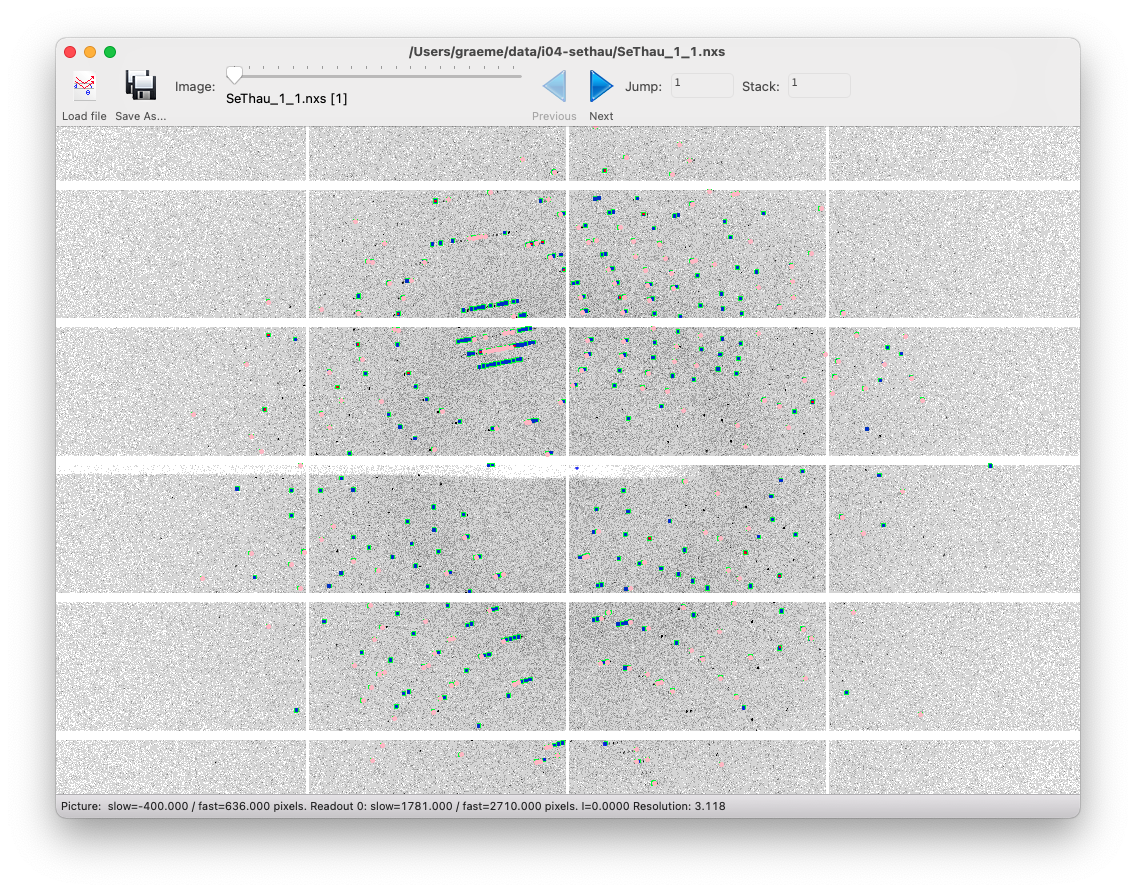 /Users/graeme/data/i04-sethau/SeThau_1_1.nxs
Image:
SeThau_1_1.nxs [1]
Jump: 1
Stack: 1
Load file
Save As...
Previous
Next
Picture: slow=-400.000 / fast=636.000 pixels. Readout 0: slow=1781.000 / fast=2710.000 pixels. I=0.0000 Resolution: 3.118